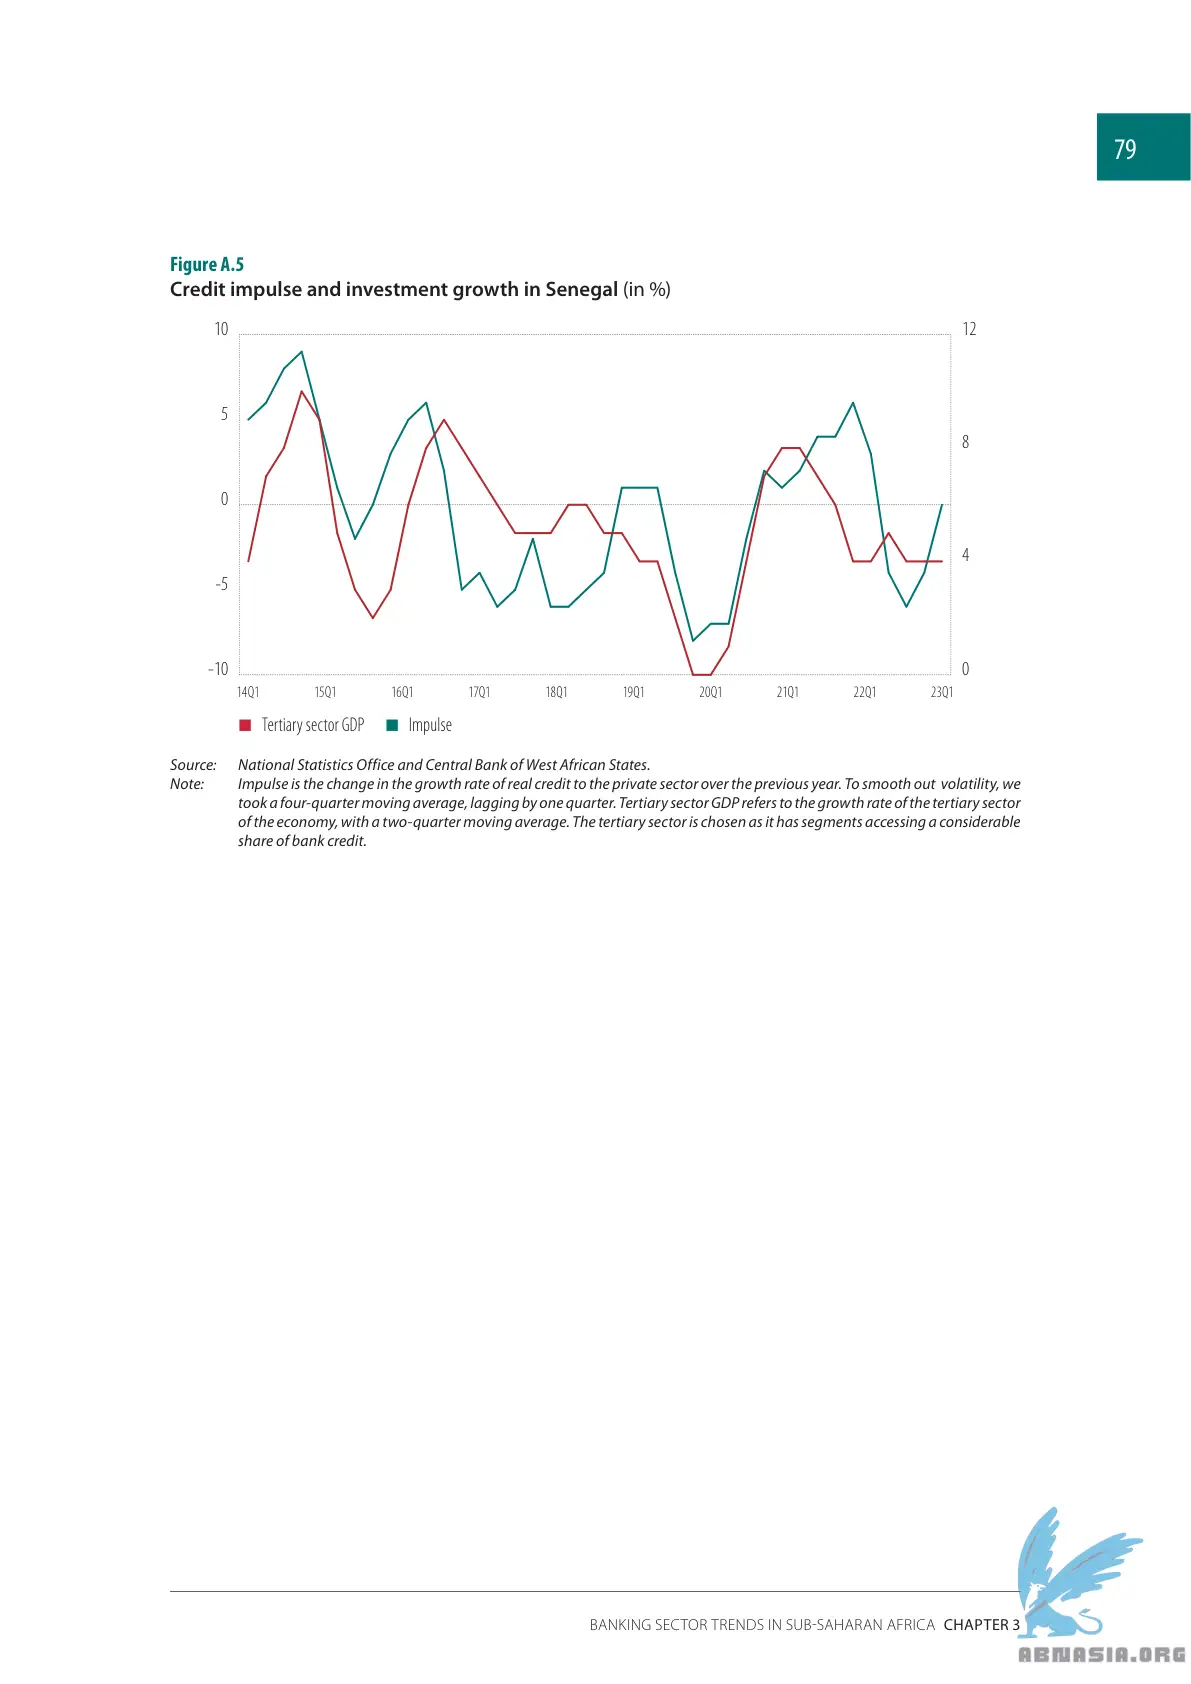 79
Figure A.5
Credit impulse and investment growth in Senegal (in %)
10 12
5
8
0
4
–5
–10 0
14Q1 15Q1 16Q1 17Q1 18Q1 19Q1 20Q1 21Q1 22Q1 23Q1
Tertiary sector GDP Impulse
Source: National Statistics Office and Central Bank of West African States.
Note: Impulse is the change in the growth rate of real credit to the private sector over the previous year. To smooth out volatility, we
took a four-quarter moving average, lagging by one quarter. Tertiary sector GDP refers to the growth rate of the tertiary sector
of the economy, with a two-quarter moving average. The tertiary sector is chosen as it has segments accessing a considerable
share of bank credit.
BANKING SECTOR TRENDS IN SUB-SAHARAN AFRICA CHAPTER 3
ABNASIA.ORG